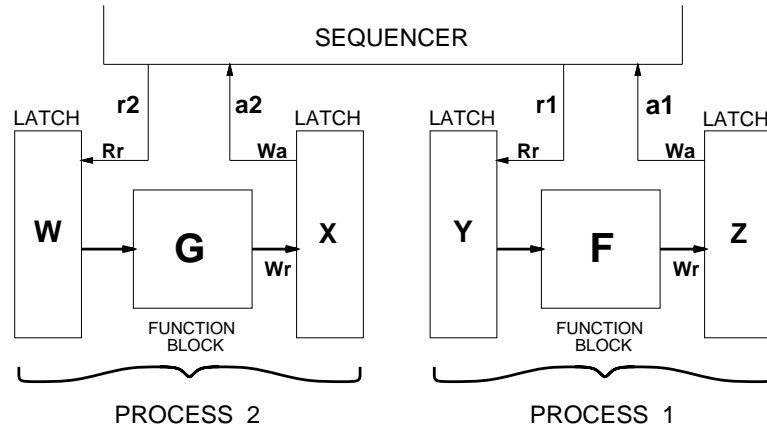 SEQUENCER
r2 a2 r1 a1
LATCH LATCH LATCH LATCH
Rr Wa Rr Wa
W G X Y F Z
Wr Wr
FUNCTION FUNCTION
BLOCK BLOCK
PROCESS 2 PROCESS 1